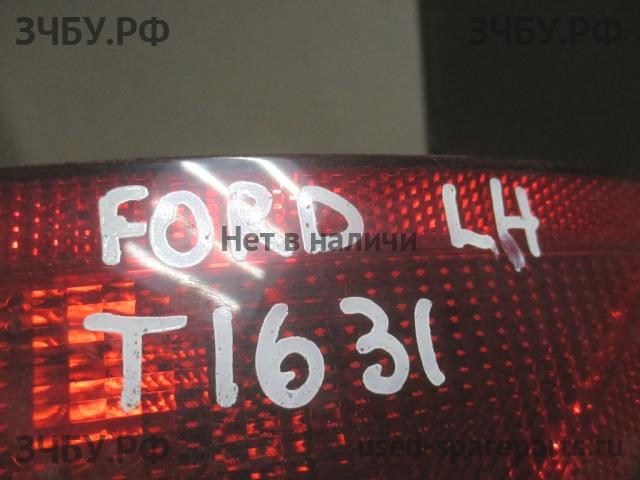 ЗЧБУ.РФ ЗЧБУ.РФ
FORD LH
Нет в наличи
T1631
ЗЧБУ.РФ used-spareparts.ru